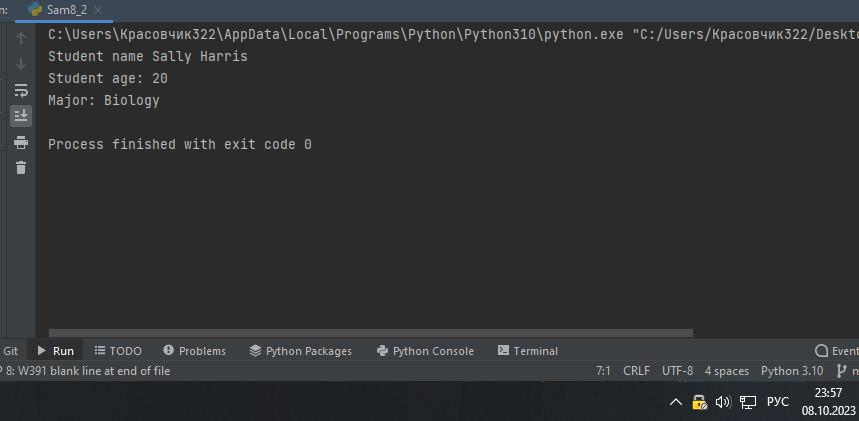 n: Sam8_2
C:\Users\Красовчик322\AppData\Local\Programs\Python\Python310\python.exe "C:/Users/Красовчик322/Deskto
Student name Sally Harris
Student age: 20
Major: Biology
Process finished with exit code 0
Git Run TODO Problems Python Packages Python Console Terminal Event
P 8: W391 blank line at end of file 7:1 CRLF UTF-8 4 spaces Python 3.10 m
РУС 23:57
08.10.2023